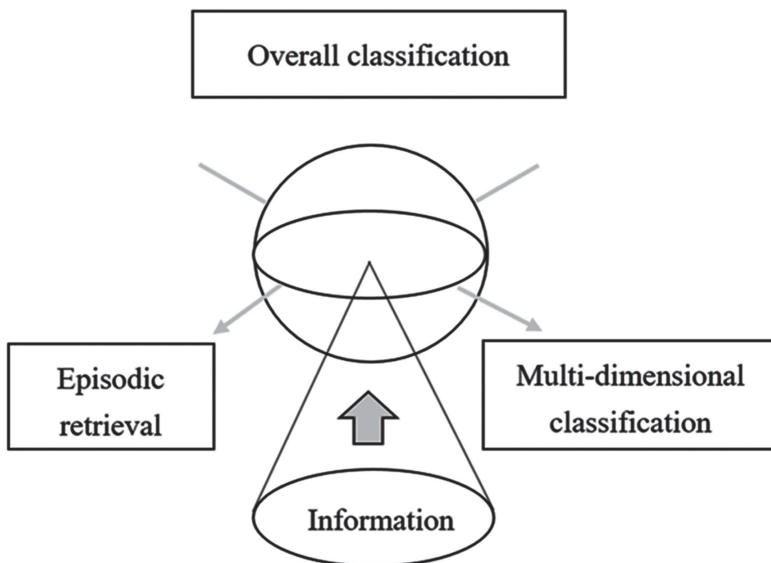 Overall classification
Episodic
retrieval
Multi-dimensional
classification
Information